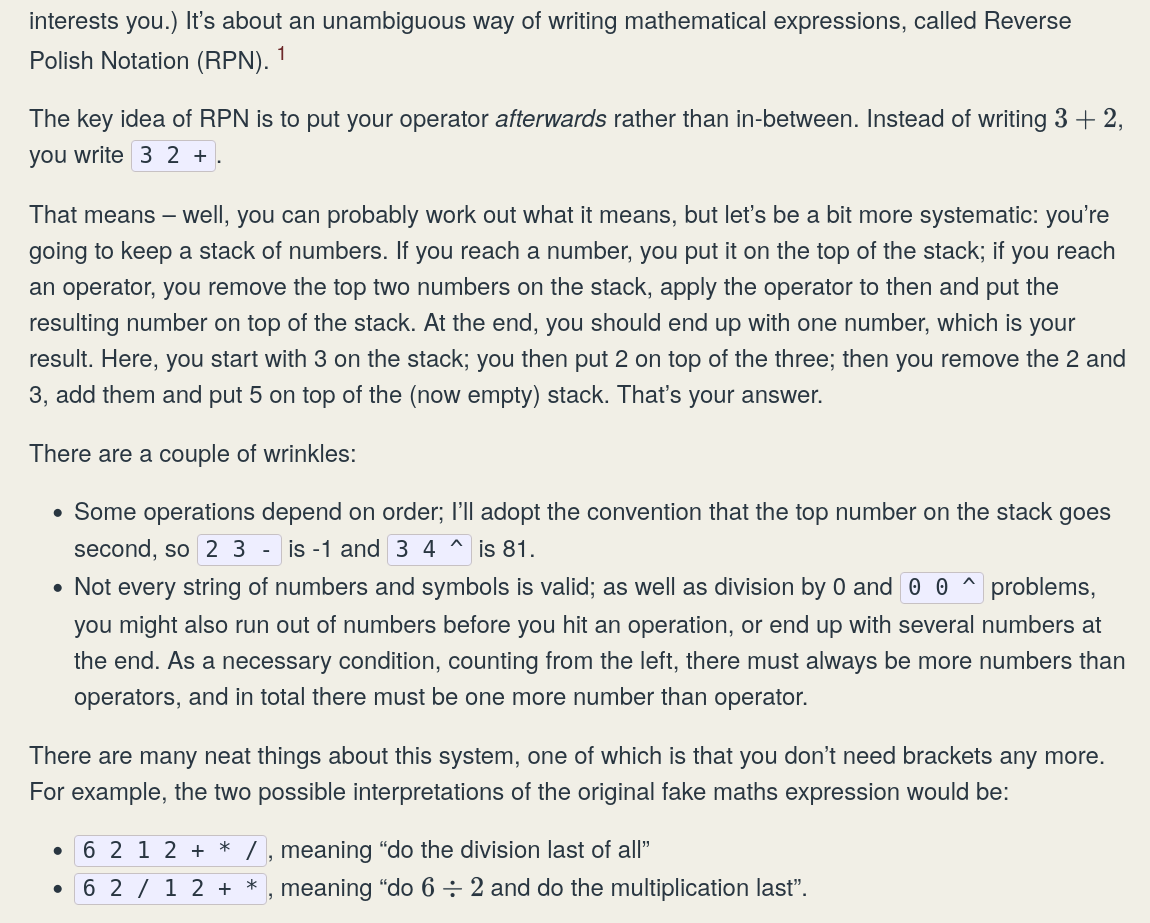 interests you.) It’s about an unambiguous way of writing mathematical expressions, called Reverse
Polish Notation (RPN). 1
The key idea of RPN is to put your operator afterwards rather than in-between. Instead of writing 3 + 2,
you write 3 2 +.
That means – well, you can probably work out what it means, but let’s be a bit more systematic: you’re
going to keep a stack of numbers. If you reach a number, you put it on the top of the stack; if you reach
an operator, you remove the top two numbers on the stack, apply the operator to then and put the
resulting number on top of the stack. At the end, you should end up with one number, which is your
result. Here, you start with 3 on the stack; you then put 2 on top of the three; then you remove the 2 and
3, add them and put 5 on top of the (now empty) stack. That’s your answer.
There are a couple of wrinkles:
• Some operations depend on order; I’ll adopt the convention that the top number on the stack goes
second, so 2 3 - is -1 and 3 4 ^ is 81.
• Not every string of numbers and symbols is valid; as well as division by 0 and 0 0 ^ problems,
you might also run out of numbers before you hit an operation, or end up with several numbers at
the end. As a necessary condition, counting from the left, there must always be more numbers than
operators, and in total there must be one more number than operator.
There are many neat things about this system, one of which is that you don’t need brackets any more.
For example, the two possible interpretations of the original fake maths expression would be:
• 6 2 1 2 + * /, meaning “do the division last of all”
• 6 2 / 1 2 + *, meaning “do 6 ÷ 2 and do the multiplication last”.